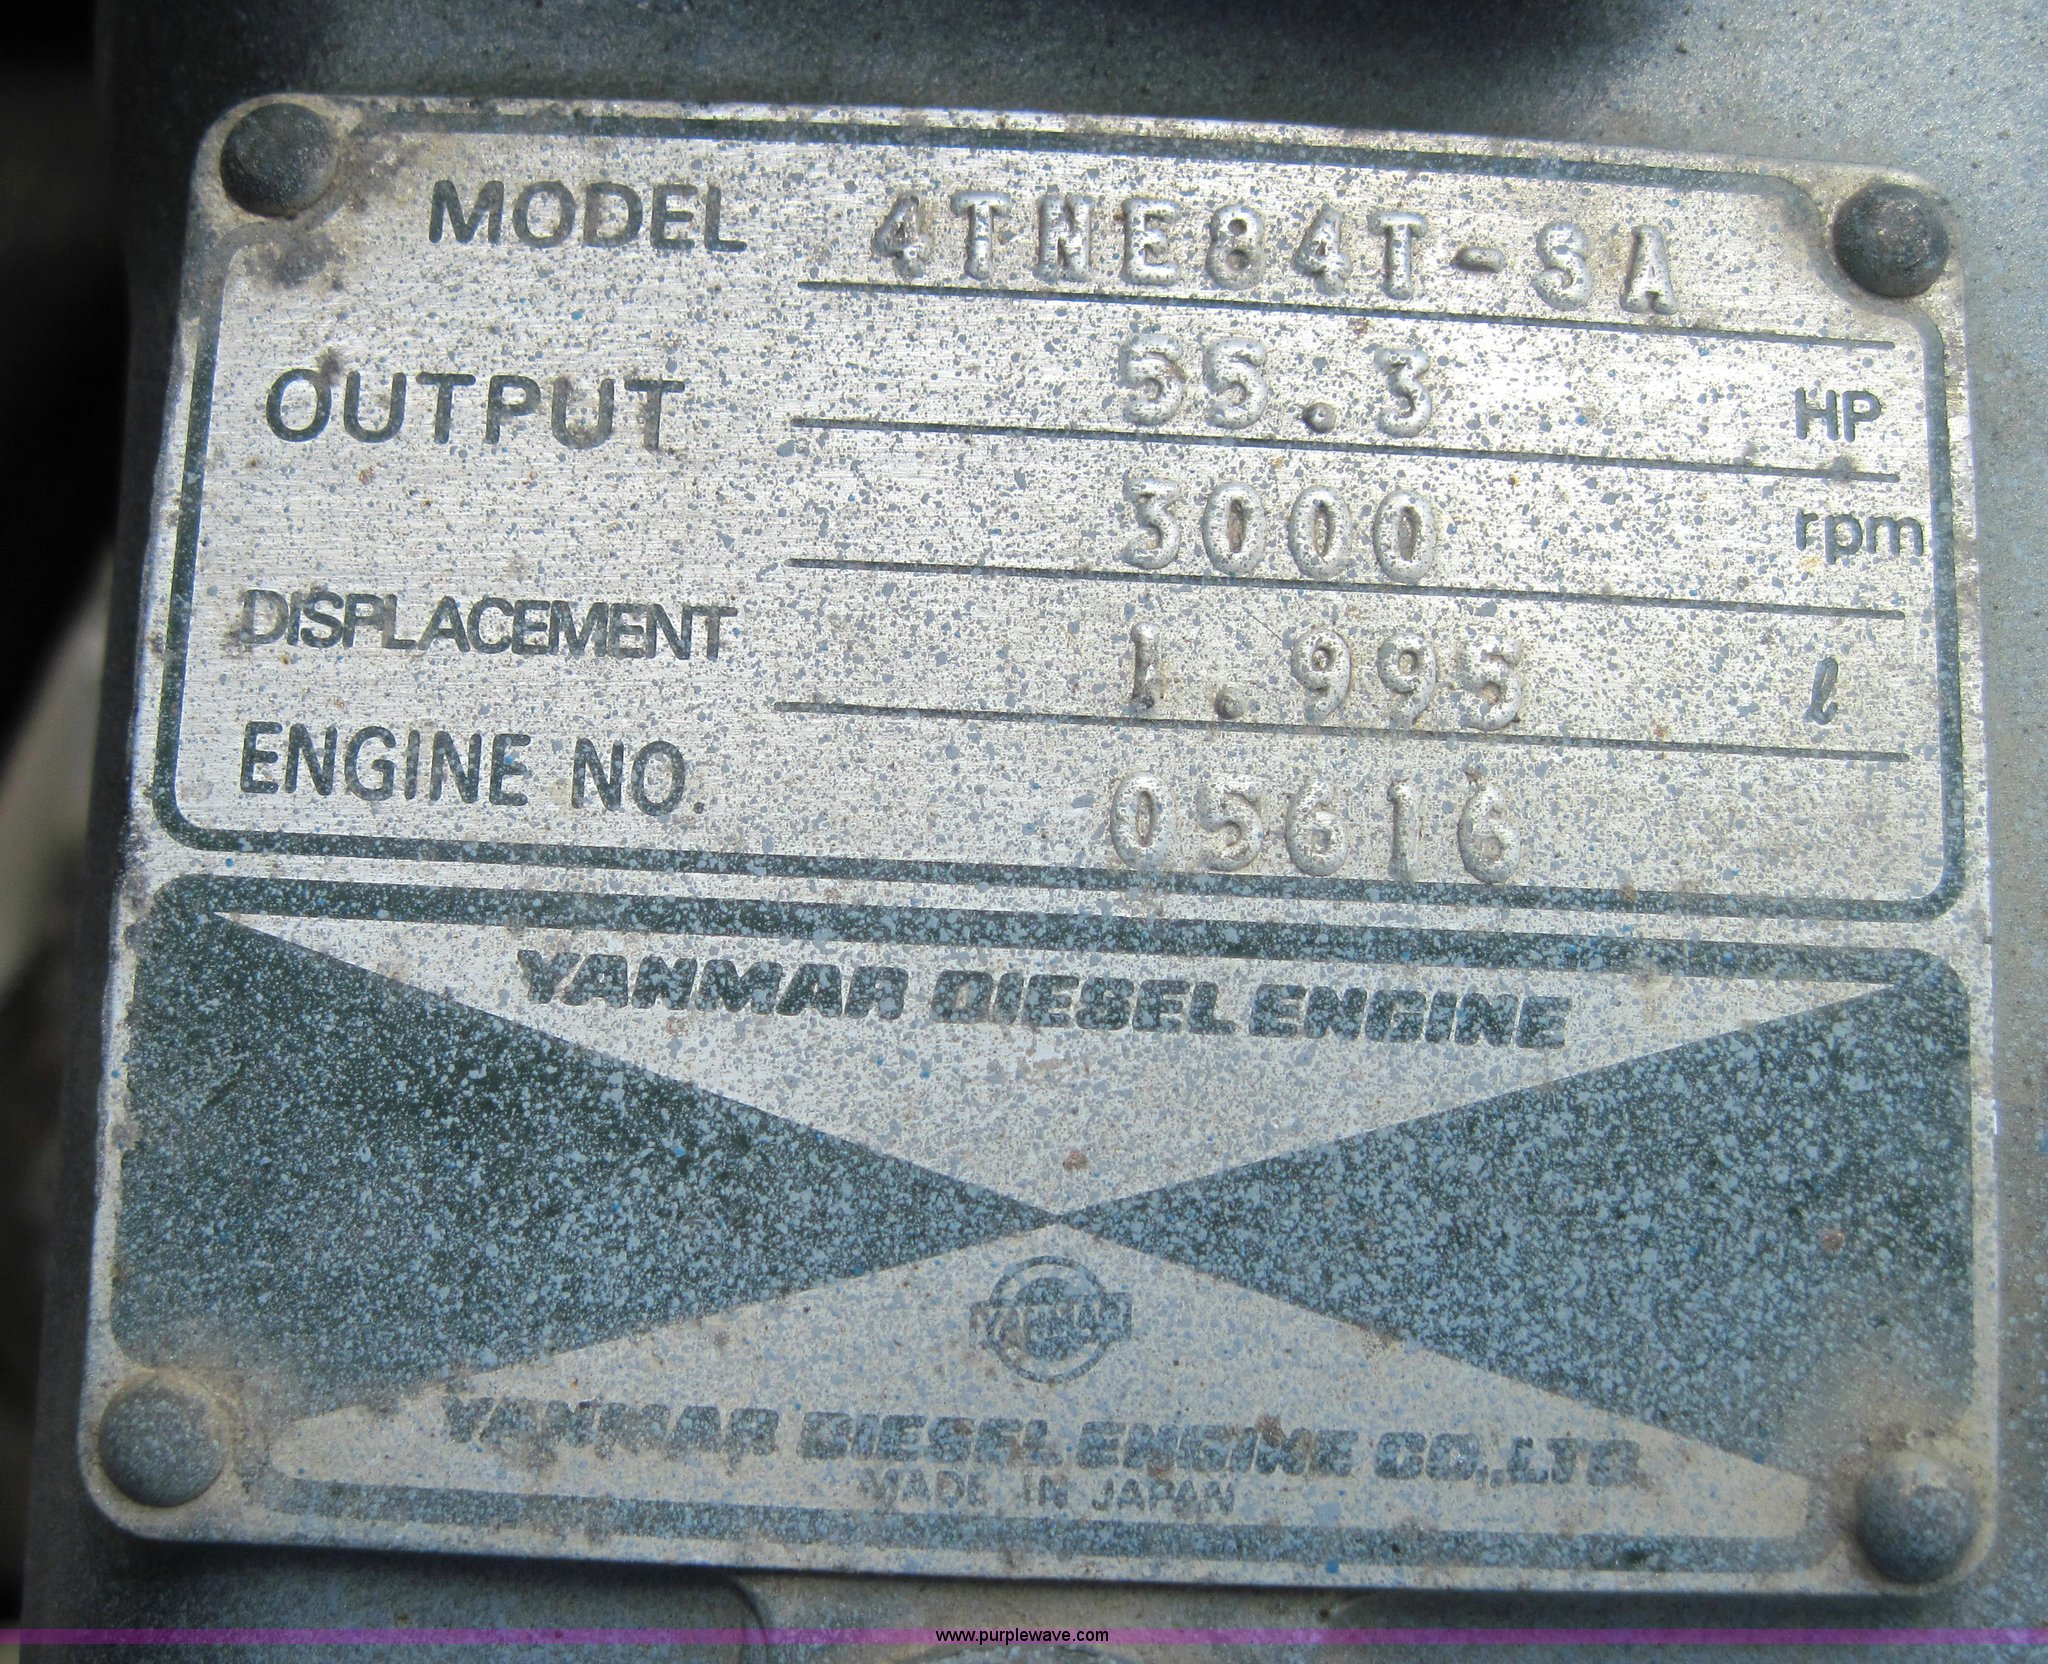 MODEL 4TNE84T-SA
OUTPUT 55.3 HP
3000 rpm
DISPLACEMENT 1.995 ℓ
ENGINE NO. 05616
YANMAR DIESEL ENGINE
YANMAR
YANMAR DIESEL ENGINE CO.,LTD.
MADE IN JAPAN
www.purplewave.com